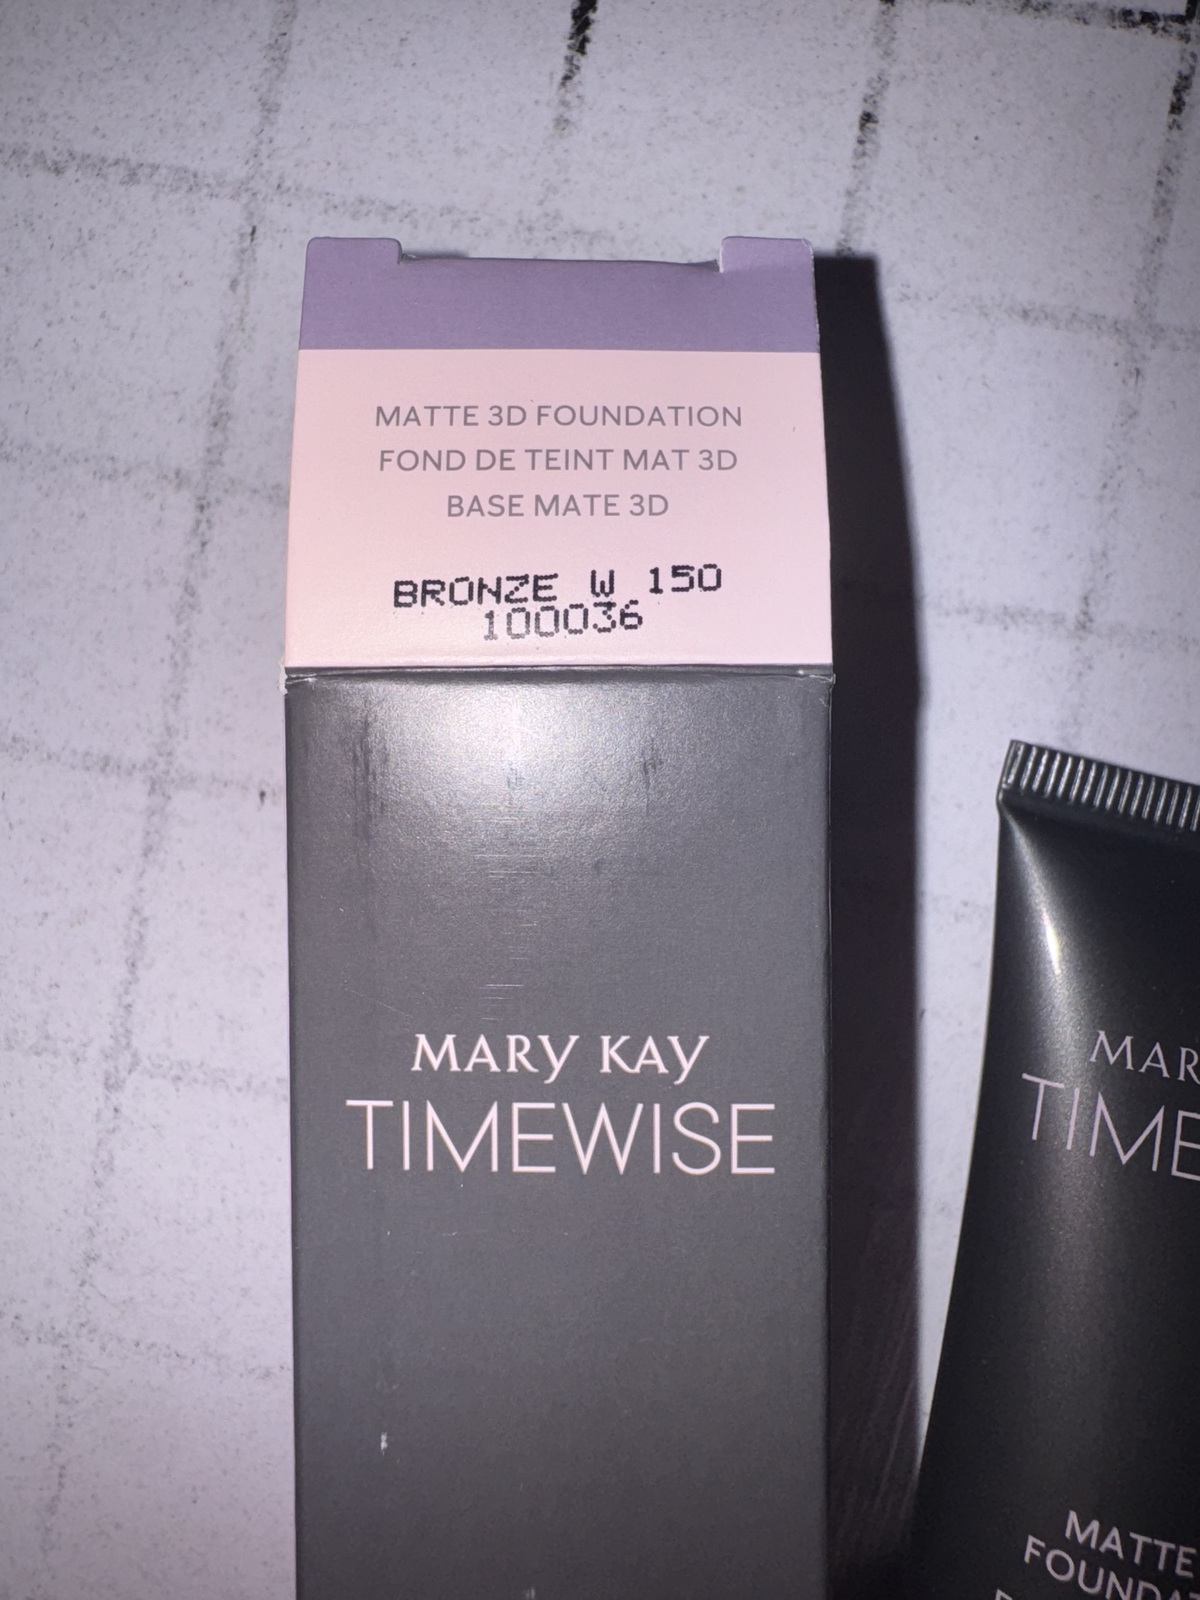 MATTE 3D FOUNDATION
FOND DE TEINT MAT 3D
BASE MATE 3D
BRONZE W 150
100036
MARY KAY
TIMEWISE
MAR
TIME
MATTE
FOUNDAT